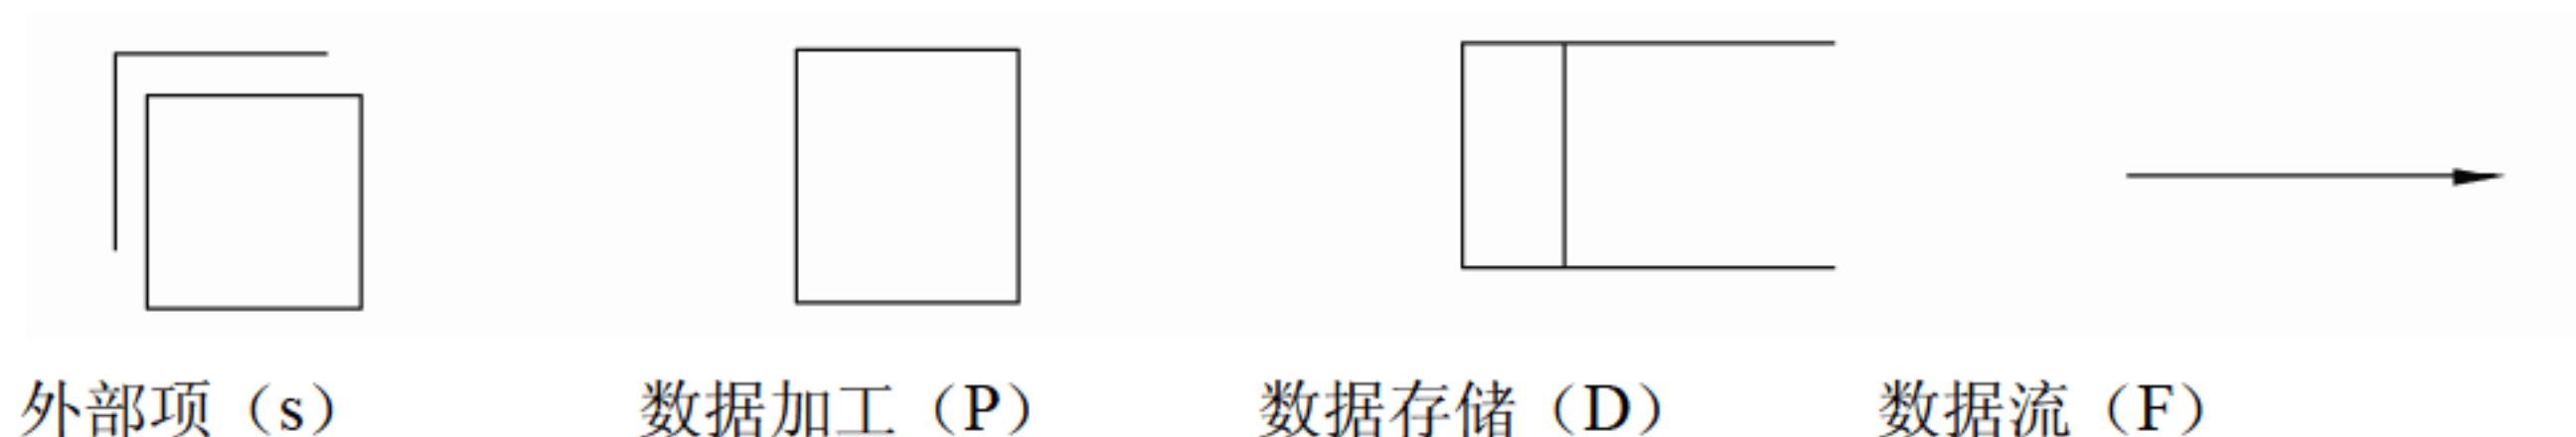 外部项（s） 数据加工（P） 数据存储（D） 数据流（F）